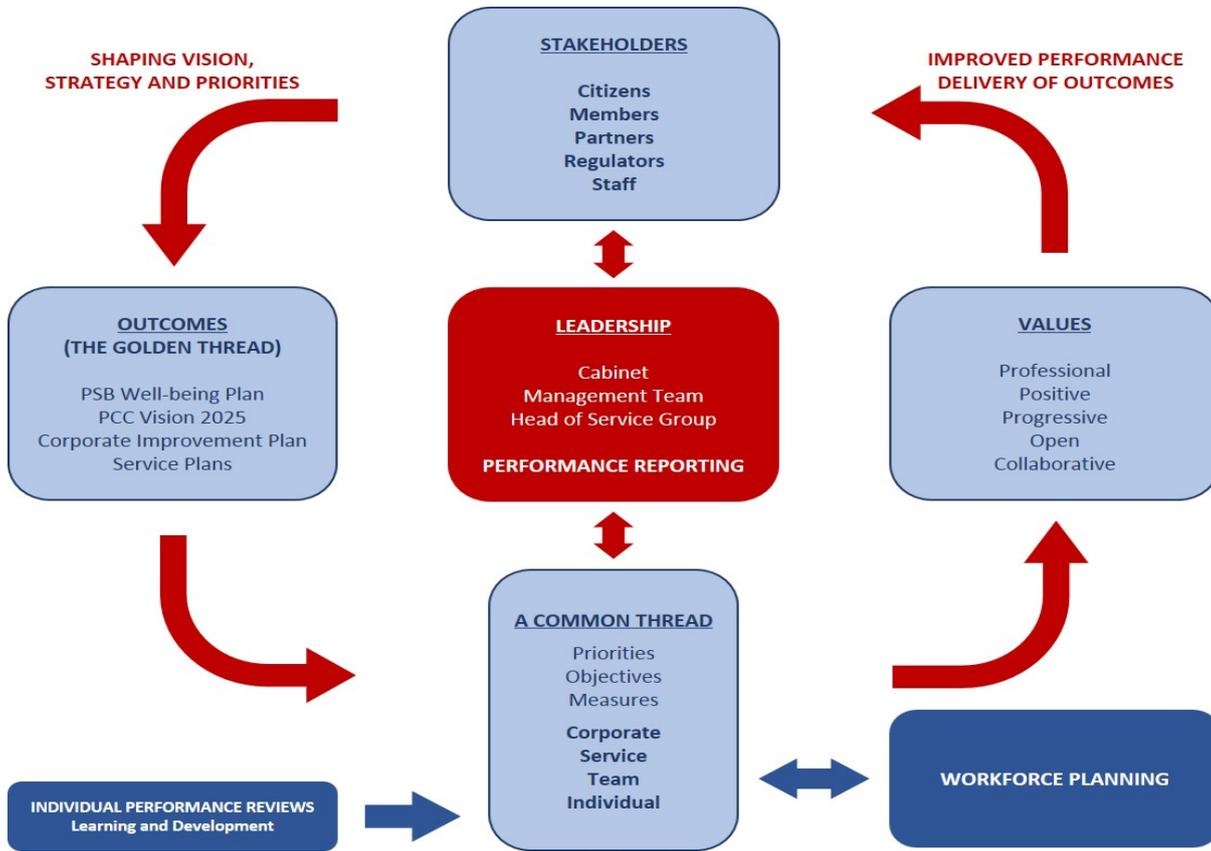 SHAPING VISION,
STRATEGY AND PRIORITIES
STAKEHOLDERS
Citizens
Members
Partners
Regulators
Staff
IMPROVED PERFORMANCE
DELIVERY OF OUTCOMES
OUTCOMES
(THE GOLDEN THREAD)
PSB Well-being Plan
PCC Vision 2025
Corporate Improvement Plan
Service Plans
LEADERSHIP
Cabinet
Management Team
Head of Service Group
PERFORMANCE REPORTING
VALUES
Professional
Positive
Progressive
Open
Collaborative
A COMMON THREAD
Priorities
Objectives
Measures
Corporate
Service
Team
Individual
INDIVIDUAL PERFORMANCE REVIEWS
Learning and Development
WORKFORCE PLANNING